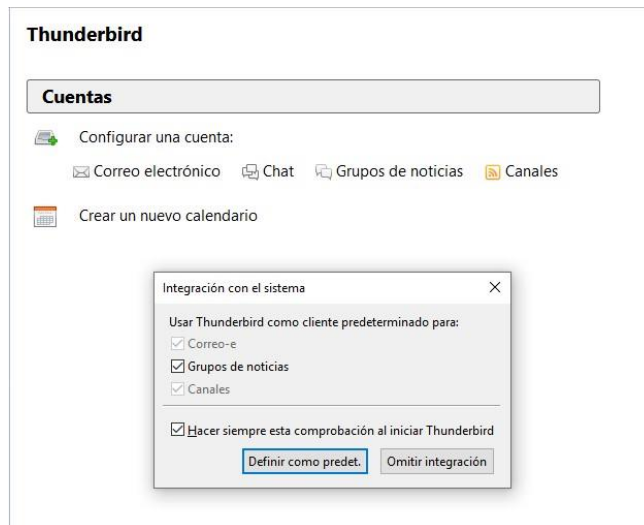 Thunderbird
Cuentas
Configurar una cuenta:
Correo electrónico Chat Grupos de noticias Canales
Crear un nuevo calendario
Integración con el sistema
Usar Thunderbird como cliente predeterminado para:
Correo-e
Grupos de noticias
Canales
Hacer siempre esta comprobación al iniciar Thunderbird
Definir como predet. Omitir integración